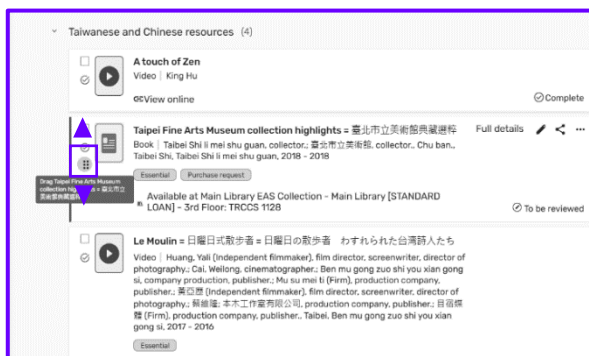 Taiwanese and Chinese resources (4)
A touch of Zen
Video | King Hu
View online
Complete
Taipei Fine Arts Museum collection highlights = 臺北市立美術館典藏選粹
Full details
Book | Taibei Shi li mei shu guan, collector.; 臺北市立美術館, collector., Chu ban.,
Taibei Shi, Taibei Shi li mei shu guan, 2018 - 2018
Essential Purchase request
Drag Taipei Fine Arts Museum
collection highlights = 臺北市立
美術館典藏選粹
Available at Main Library EAS Collection - Main Library [STANDARD
LOAN] - 3rd Floor: TRCCS 1128
To be reviewed
Le Moulin = 日曜日式散步者 = 日曜日の散歩者 わすれられた台湾詩人たち
Video | Huang, Yali (Independent filmmaker), film director, screenwriter, director of
photography.; Cai, Weilong, cinematographer.; Ben mu gong zuo shi you xian gong
si, company production, publisher.; Mu su mei ti (Firm), production company,
publisher.; 黃亞歷 (Independent filmmaker), film director, screenwriter, director of
photography.; 蔡維隆; 本木工作室有限公司, production company, publisher.; 目宿媒
體 (Firm), production company, publisher., Taibei, Ben mu gong zuo shi you xian
gong si, 2017 - 2016
Essential